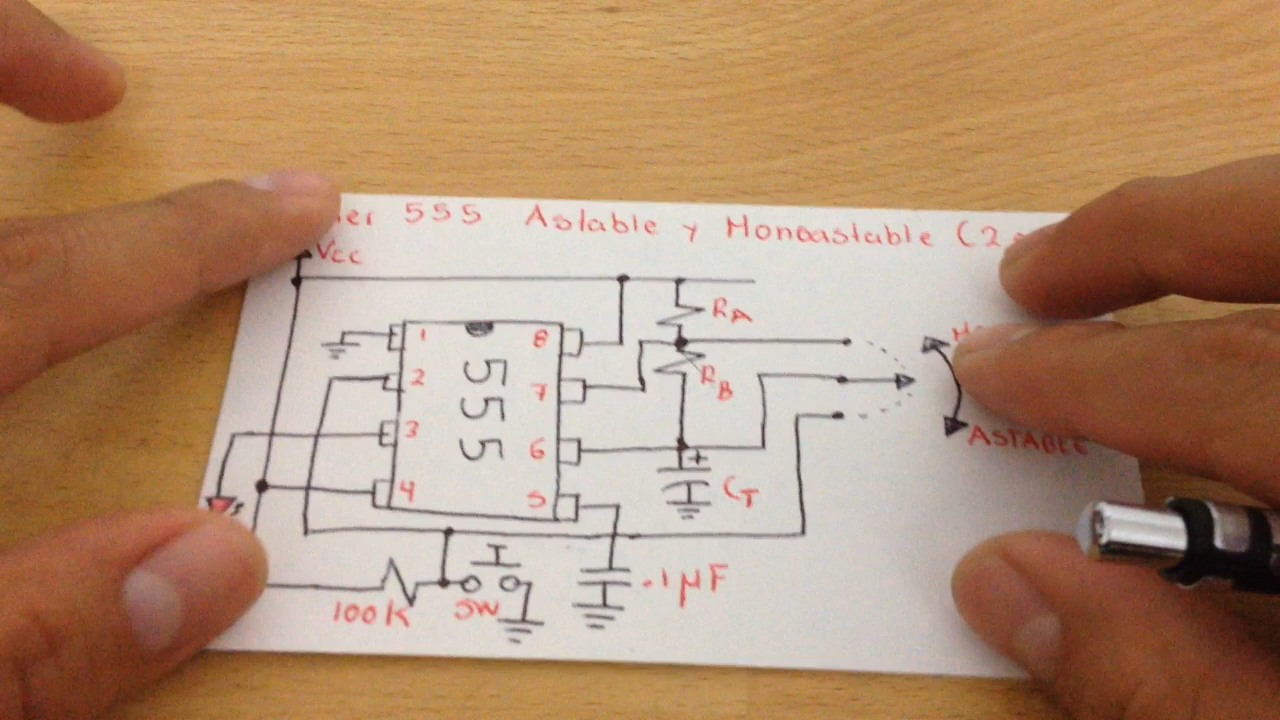 555 Astable y Monoastable (2
Vcc
RA
1 8
RB
2 7
3 6
ASTABLE
4 5
CT
555
.1μF
100K SW